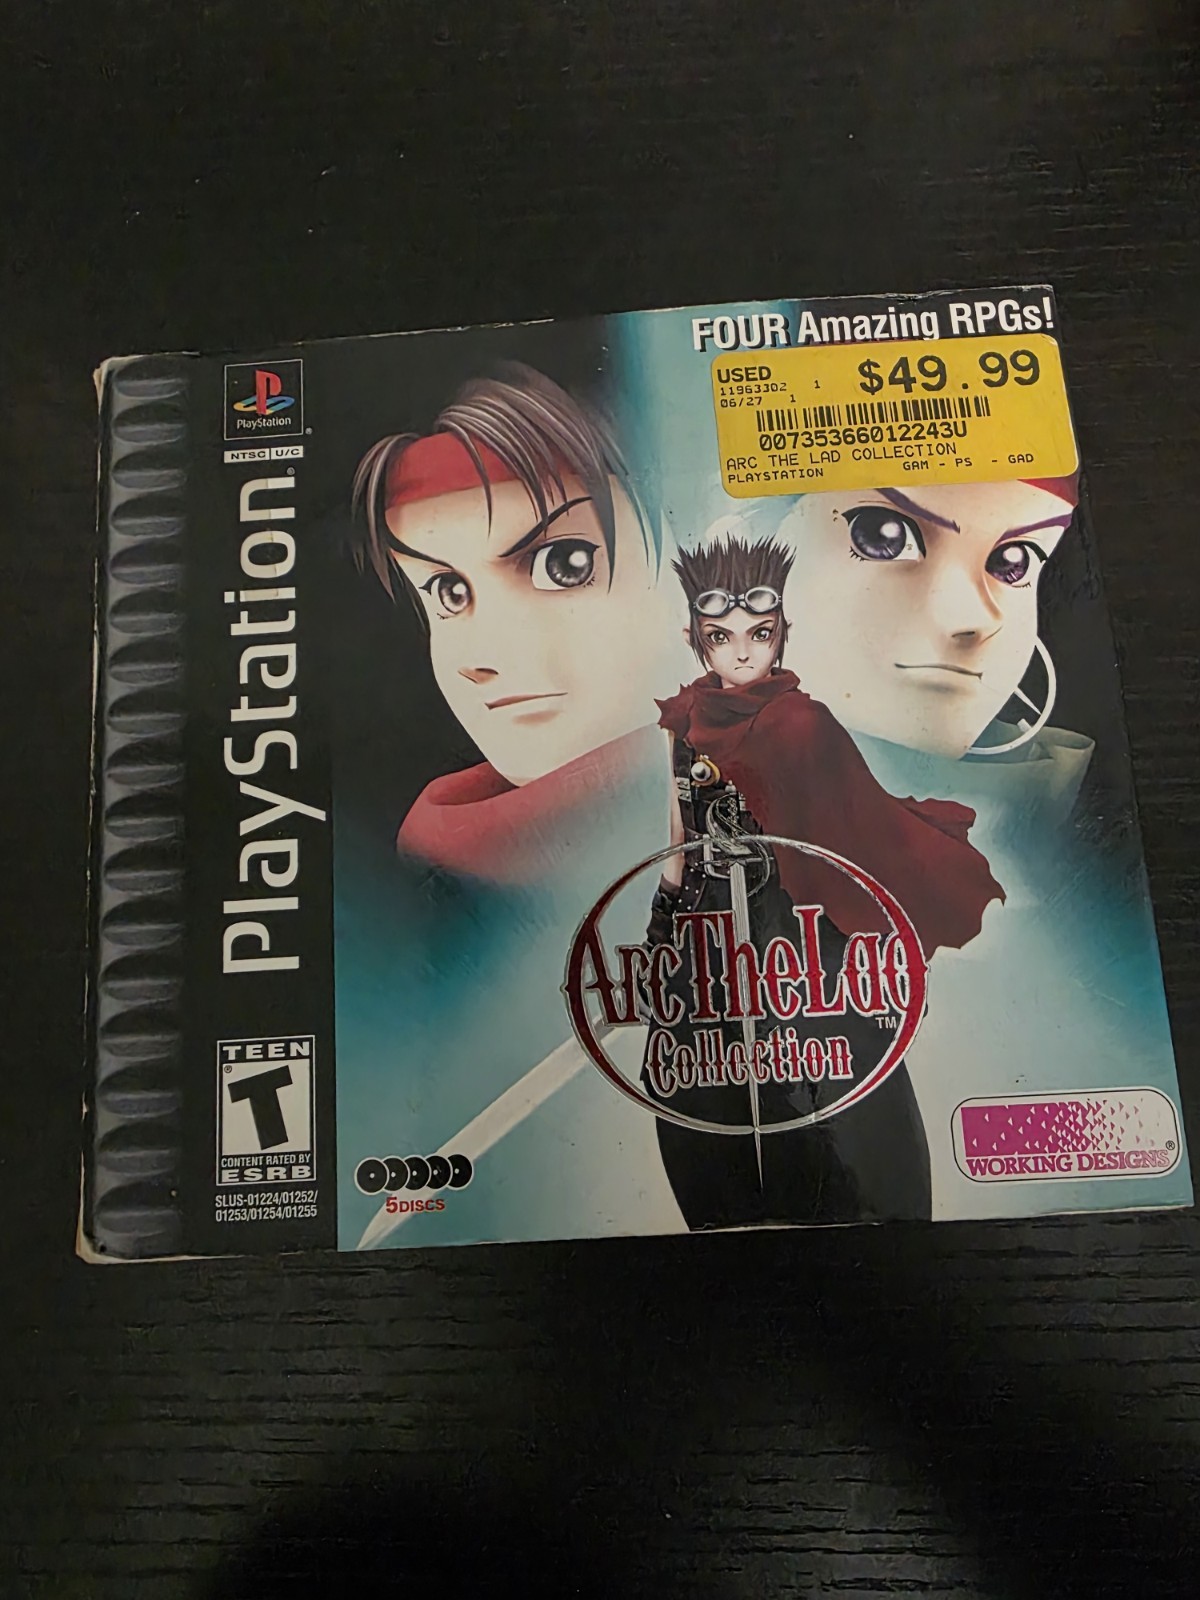 FOUR Amazing RPGs!
USED
$49.99
11963302 1
06/27 1
00735366012243U
ARC THE LAD COLLECTION
PLAYSTATION GAM - PS - GAD
PlayStation
NTSC U/C
PlayStation
ArcTheLad
TM
Collection
TEEN
T
CONTENT RATED BY
ESRB
SLUS-01224/01252/
01253/01254/01255
5 DISCS
WORKING DESIGNS®